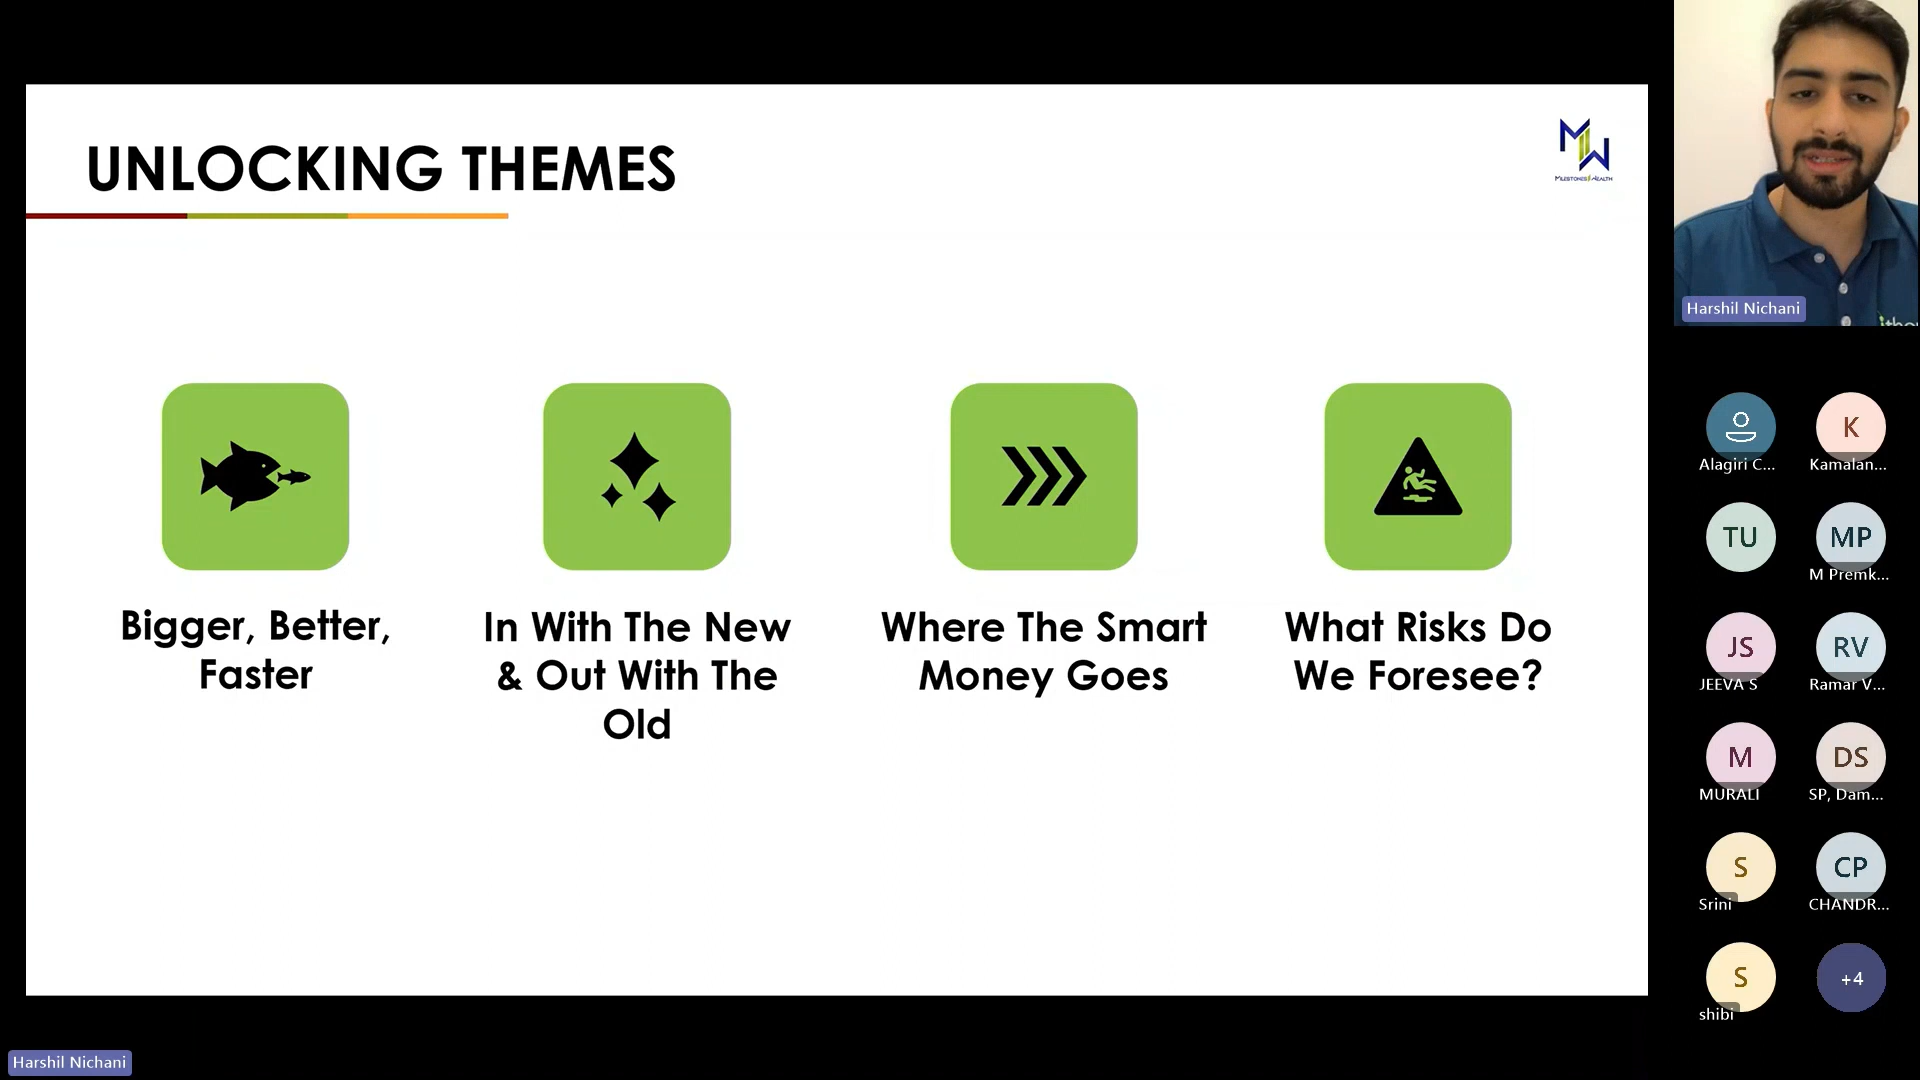 UNLOCKING THEMES
MW
Bigger, Better,
Faster
In With The New
& Out With The
Old
Where The Smart
Money Goes
What Risks Do
We Foresee?
Harshil Nichani
Alagiri C...
K
Kamalan...
TU
MP
M Premk...
JS
JEEVA S
RV
Ramar V...
M
MURALI
DS
SP, Dam...
S
Srini
CP
CHANDR...
S
shibi
+4
Harshil Nichani